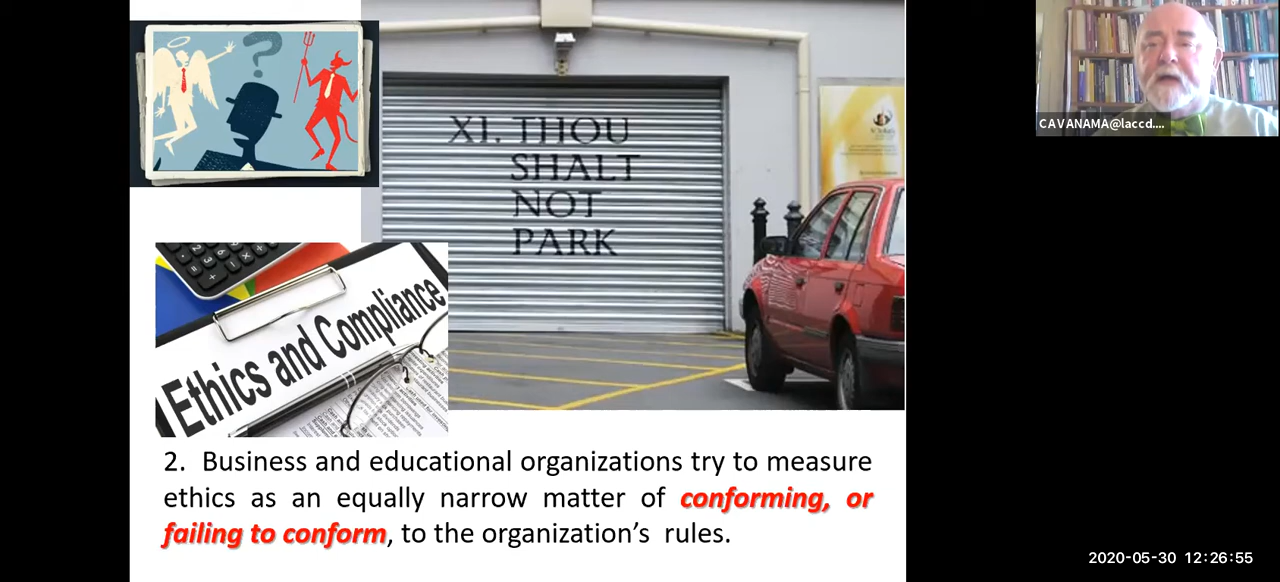 ?
XI. THOU
SHALT
NOT
PARK
CAVANAMA@laccd....
Ethics and Compliance
2. Business and educational organizations try to measure
ethics as an equally narrow matter of conforming, or
failing to conform, to the organization’s rules.
2020-05-30 12:26:55